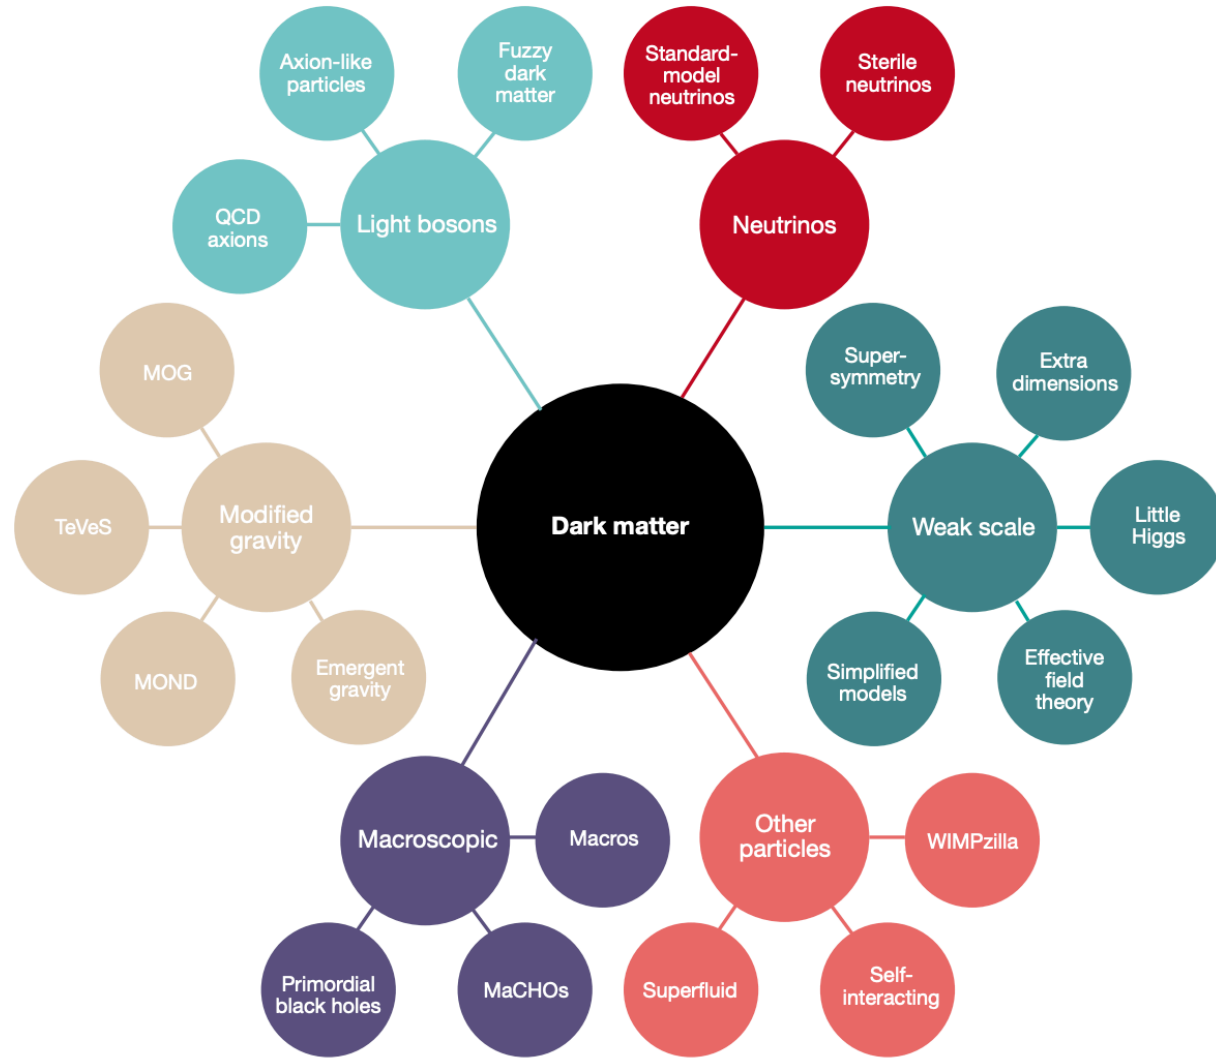 Axion-like
particles
Fuzzy
dark
matter
Standard-
model
neutrinos
Sterile
neutrinos
QCD
axions
Light bosons
Neutrinos
MOG
Super-
symmetry
Extra
dimensions
TeVeS
Modified
gravity
Dark matter
Weak scale
Little
Higgs
MOND
Emergent
gravity
Simplified
models
Effective
field
theory
Macroscopic
Macros
Other
particles
WIMPzilla
Primordial
black holes
MaCHOs
Superfluid
Self-
interacting